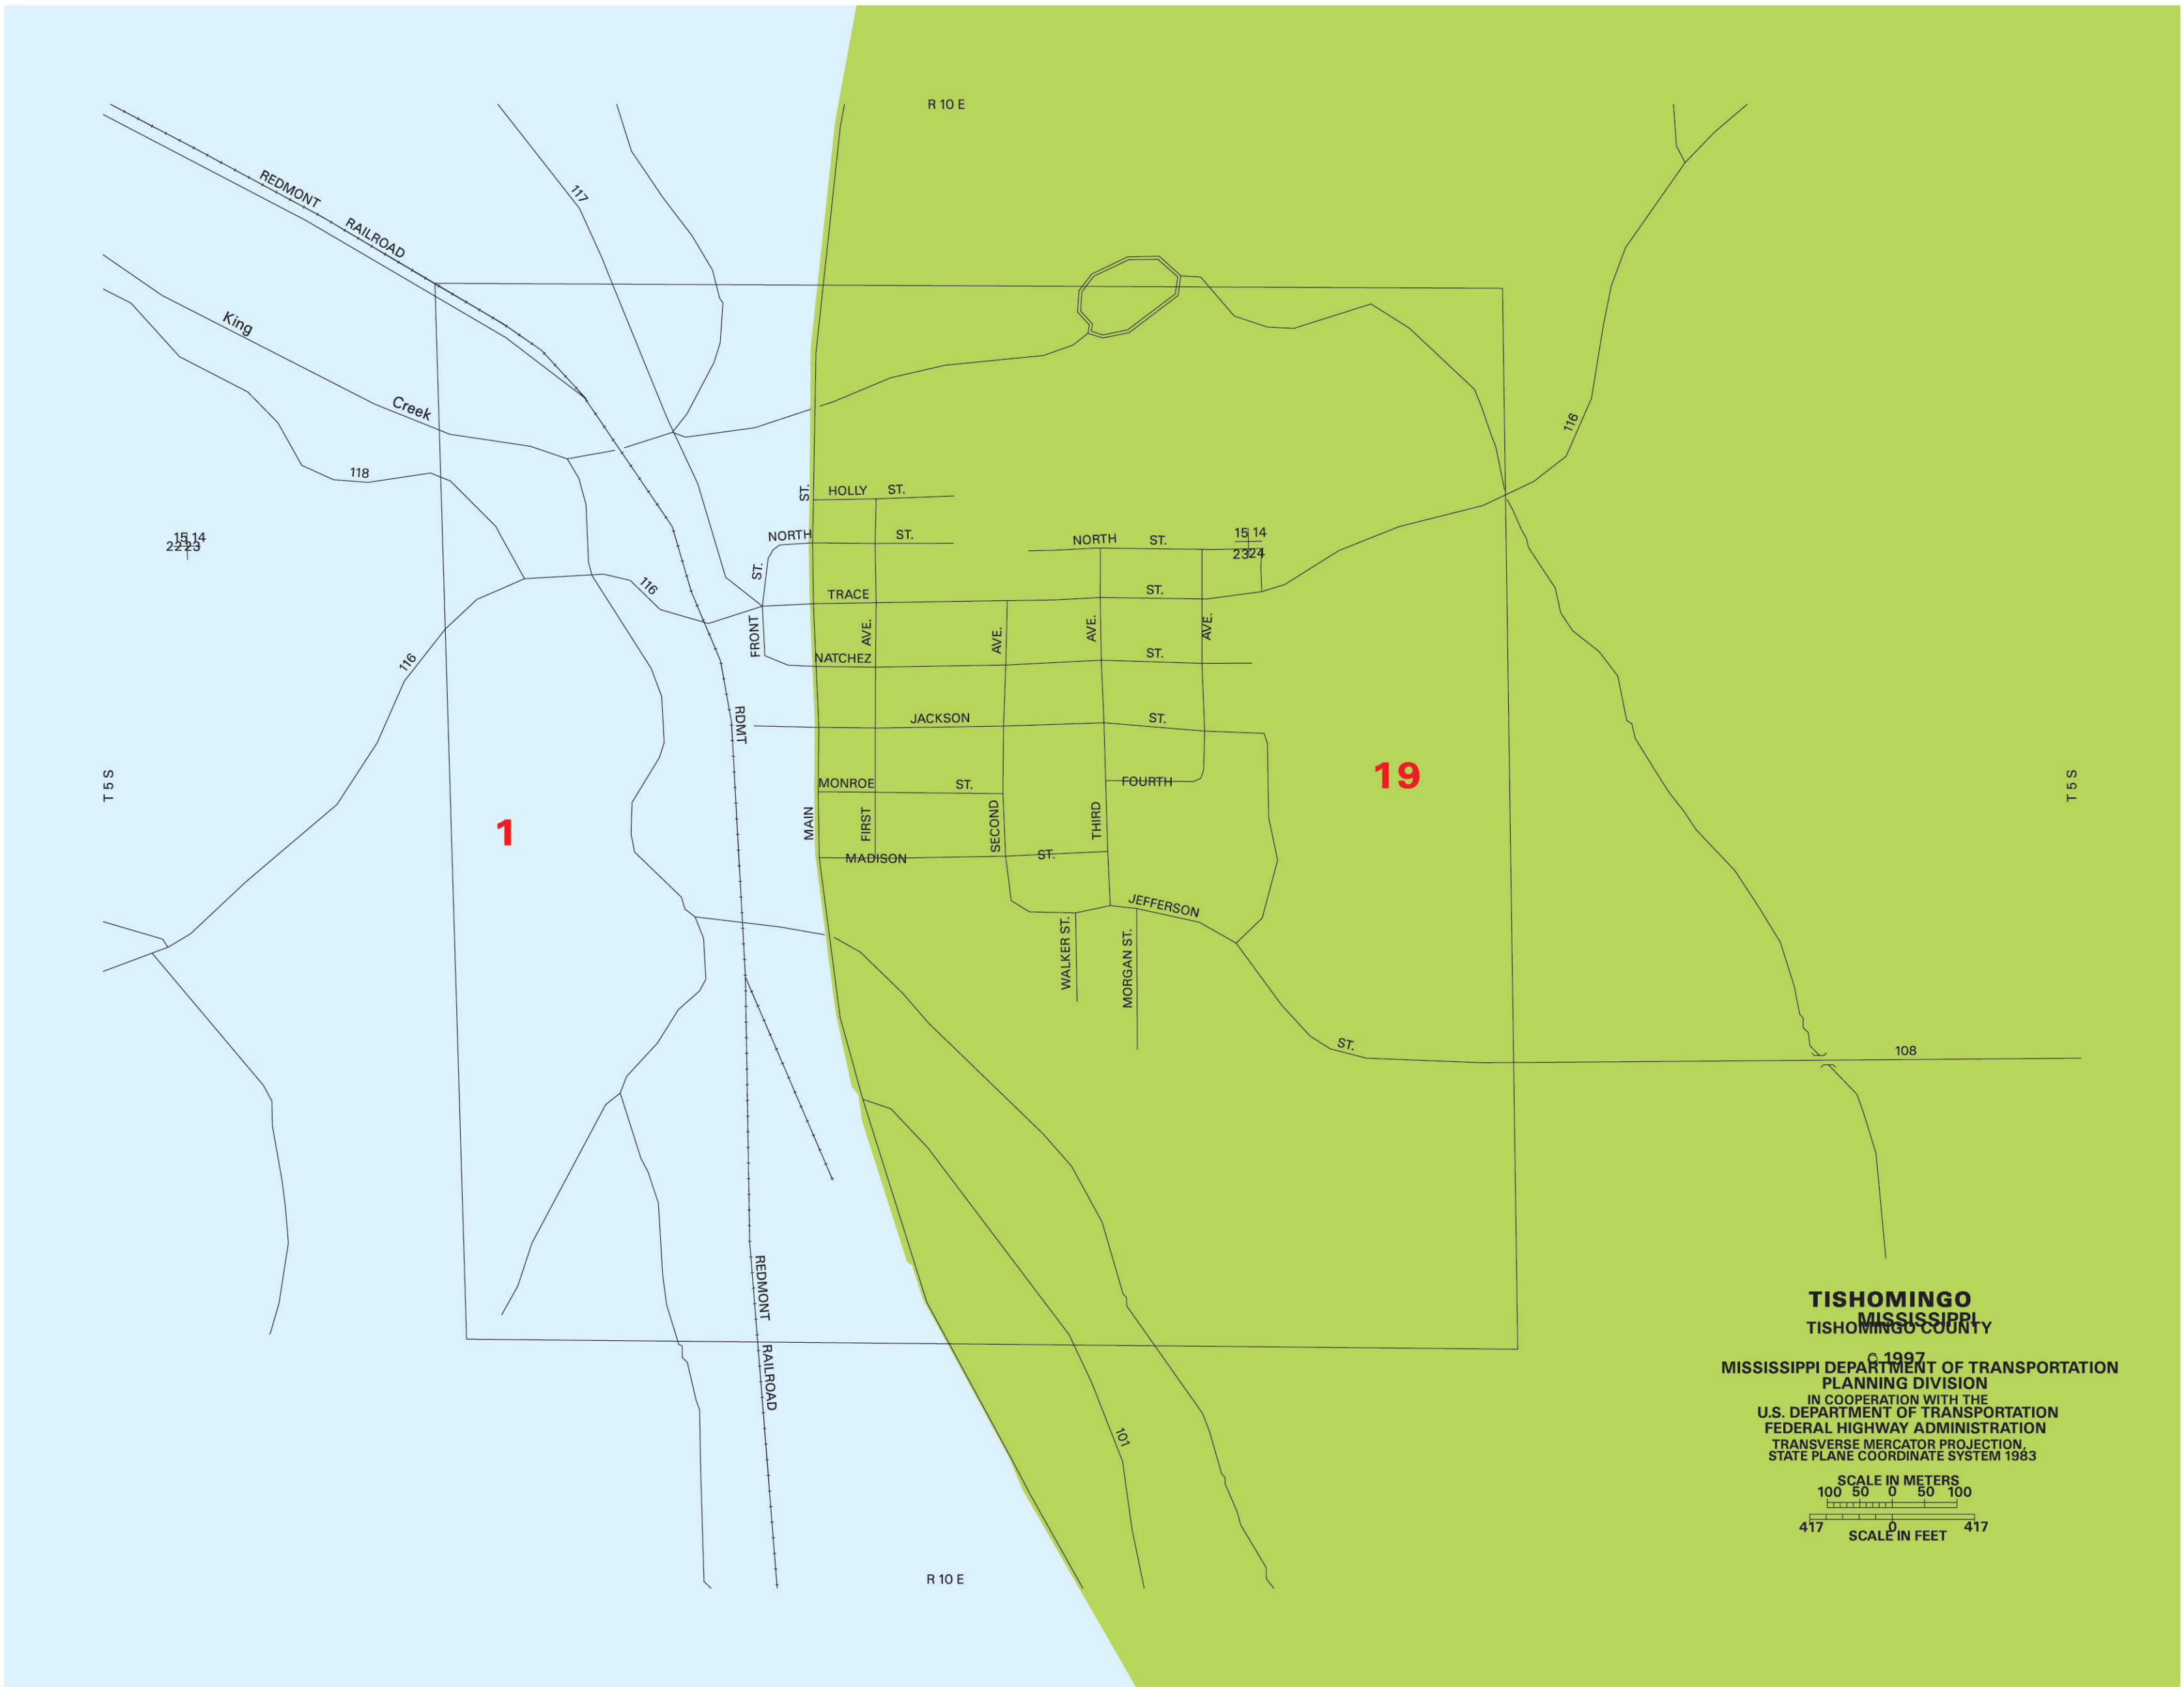 R 10 E
REDMONT
RAILROAD
117
King
Creek
116
118
ST.
HOLLY ST.
NORTH ST.
NORTH ST.
15 14
23 24
15 14
22 23
ST.
116
TRACE ST.
FRONT
AVE.
AVE.
AVE.
AVE.
116
NATCHEZ ST.
RDMT
JACKSON ST.
19
T 5 S
T 5 S
MONROE ST.
FOURTH
1
MAIN
FIRST
SECOND
THIRD
MADISON ST.
JEFFERSON
WALKER ST.
MORGAN ST.
ST.
108
REDMONT
RAILROAD
101
R 10 E
TISHOMINGO
MISSISSIPPI
TISHOMINGO COUNTY
© 1997
MISSISSIPPI DEPARTMENT OF TRANSPORTATION
PLANNING DIVISION
IN COOPERATION WITH THE
U.S. DEPARTMENT OF TRANSPORTATION
FEDERAL HIGHWAY ADMINISTRATION
TRANSVERSE MERCATOR PROJECTION,
STATE PLANE COORDINATE SYSTEM 1983
SCALE IN METERS
100 50 0 50 100
417 0 417
SCALE IN FEET